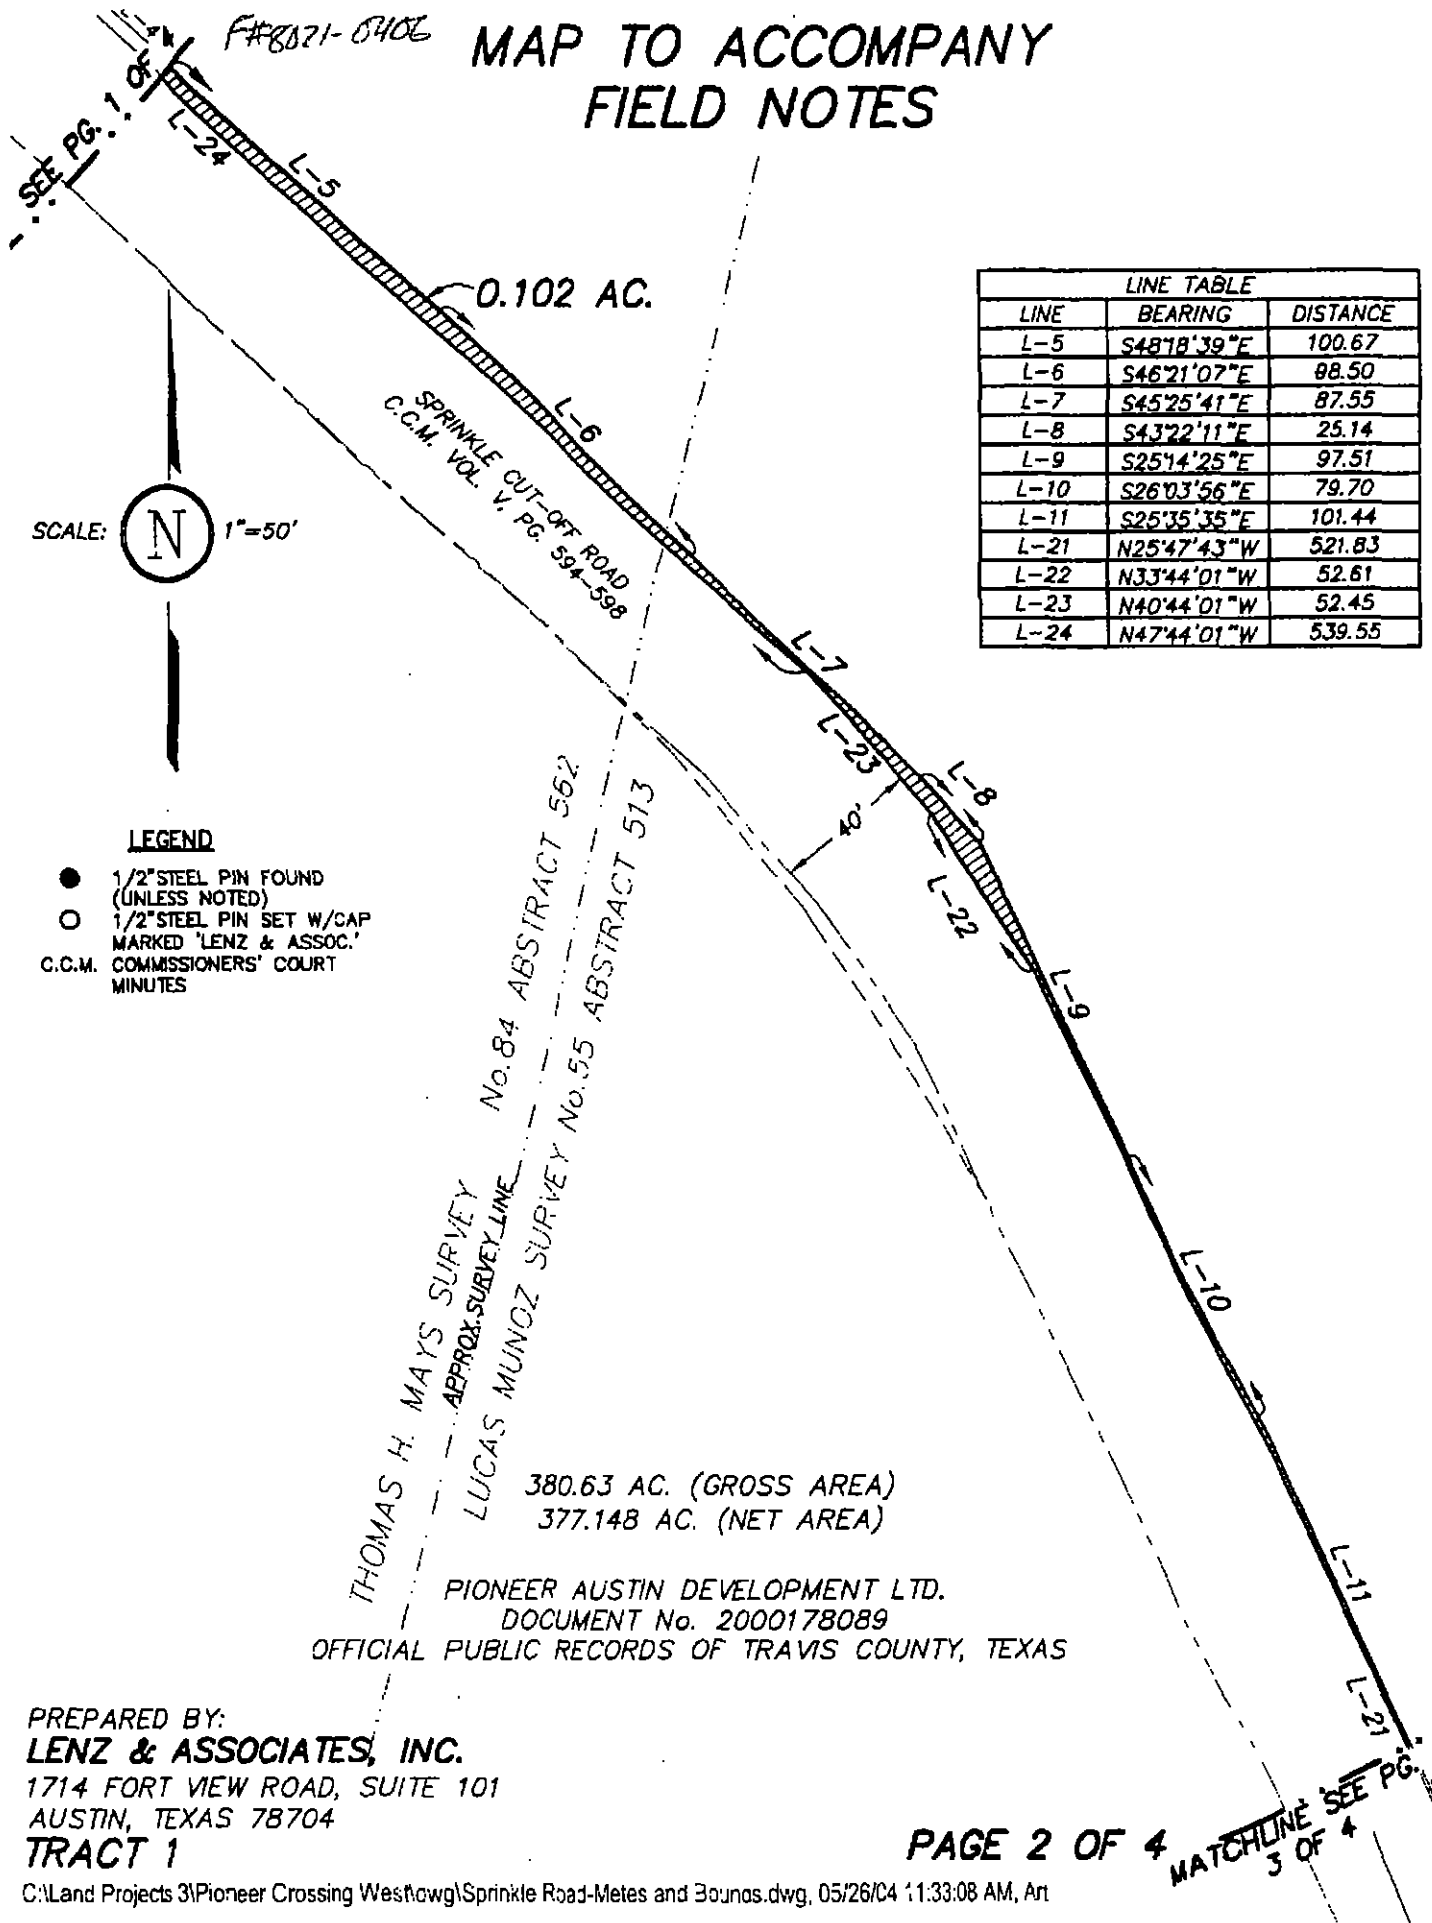 F#8021-0406
MAP TO ACCOMPANY
FIELD NOTES
SEE PG. 1 OF
L-24
L-5
0.102 AC.
LINE TABLE
LINE BEARING DISTANCE
L-5 S48°18'39"E 100.67
L-6 S46°21'07"E 98.50
L-7 S45°25'41"E 87.55
L-8 S43°22'11"E 25.14
L-9 S25°14'25"E 97.51
L-10 S26°03'56"E 79.70
L-11 S25°35'35"E 101.44
L-21 N25°47'43"W 521.83
L-22 N33°44'01"W 52.61
L-23 N40°44'01"W 52.45
L-24 N47°44'01"W 539.55
L-6
SPRINKLE CUT-OFF ROAD
C.C.M. VOL. V, PG. 594-598
SCALE: N 1"=50'
L-7
L-23
L-8
40'
L-22
L-9
LEGEND
1/2"STEEL PIN FOUND
(UNLESS NOTED)
1/2"STEEL PIN SET W/CAP
MARKED 'LENZ & ASSOC.'
C.C.M. COMMISSIONERS' COURT
MINUTES
THOMAS H. MAYS SURVEY No.84 ABSTRACT 562
APPROX.SURVEY LINE
LUCAS MUNOZ SURVEY No.55 ABSTRACT 513
L-10
380.63 AC. (GROSS AREA)
377.148 AC. (NET AREA)
L-11
PIONEER AUSTIN DEVELOPMENT LTD.
DOCUMENT No. 2000178089
OFFICIAL PUBLIC RECORDS OF TRAVIS COUNTY, TEXAS
L-21
PREPARED BY:
LENZ & ASSOCIATES, INC.
1714 FORT VIEW ROAD, SUITE 101
AUSTIN, TEXAS 78704
TRACT 1
PAGE 2 OF 4
MATCHLINE SEE PG.
3 OF 4
C:\Land Projects 3\Pioneer Crossing West\dwg\Sprinkle Road-Metes and Bounds.dwg, 05/26/04 11:33:08 AM, Art